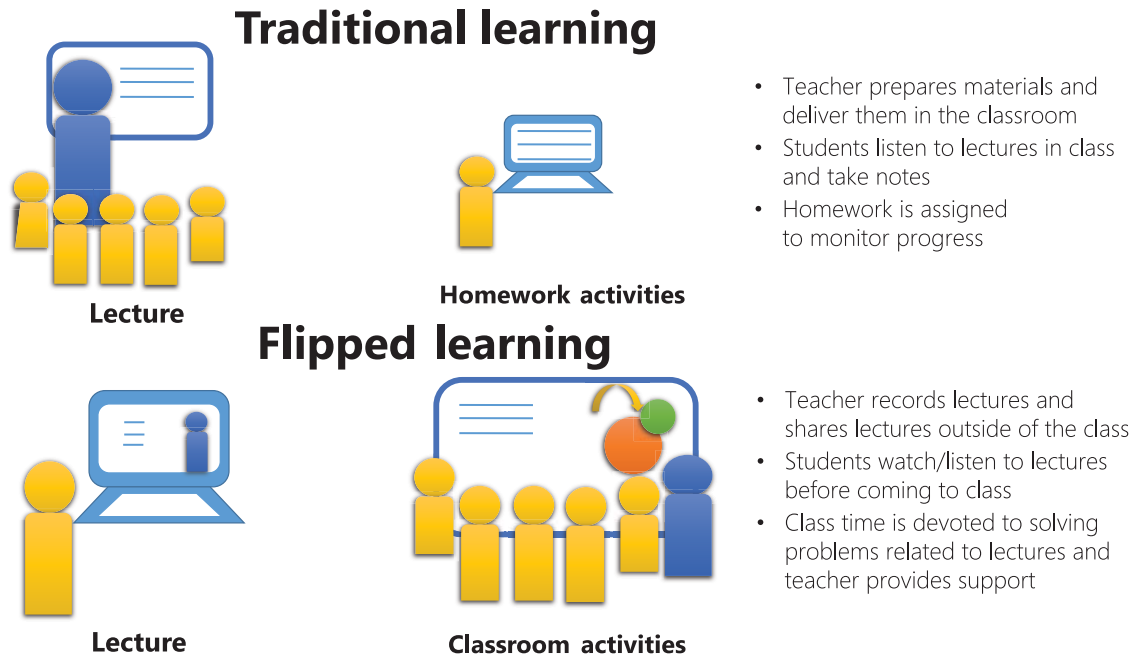 Traditional learning
Lecture
Homework activities
• Teacher prepares materials and
deliver them in the classroom
• Students listen to lectures in class
and take notes
• Homework is assigned
to monitor progress
Flipped learning
Lecture
Classroom activities
• Teacher records lectures and
shares lectures outside of the class
• Students watch/listen to lectures
before coming to class
• Class time is devoted to solving
problems related to lectures and
teacher provides support